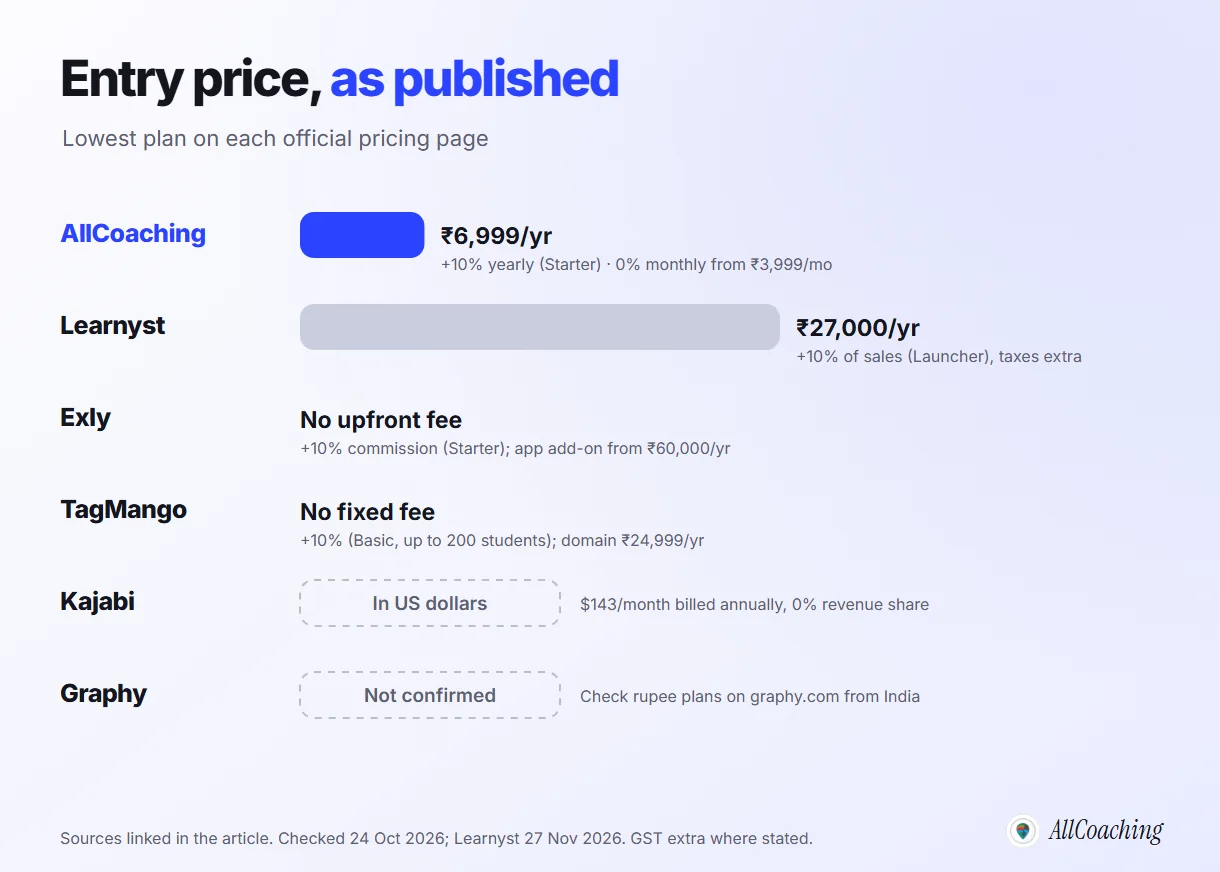 Entry price, as published
Lowest plan on each official pricing page
AllCoaching
₹6,999/yr
+10% yearly (Starter) · 0% monthly from ₹3,999/mo
Learnyst
₹27,000/yr
+10% of sales (Launcher), taxes extra
Exly
No upfront fee
+10% commission (Starter); app add-on from ₹60,000/yr
TagMango
No fixed fee
+10% (Basic, up to 200 students); domain ₹24,999/yr
Kajabi
In US dollars
$143/month billed annually, 0% revenue share
Graphy
Not confirmed
Check rupee plans on graphy.com from India
Sources linked in the article. Checked 24 Oct 2026; Learnyst 27 Nov 2026. GST extra where stated.
AllCoaching